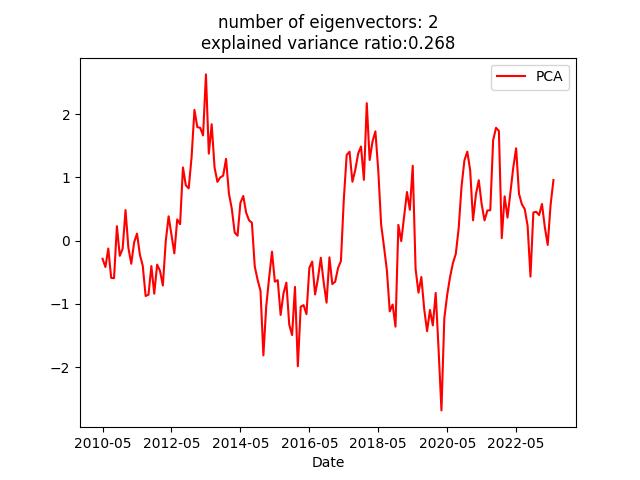 number of eigenvectors: 2
explained variance ratio:0.268
PCA
2
1
0
−1
−2
2010-05 2012-05 2014-05 2016-05 2018-05 2020-05 2022-05
Date